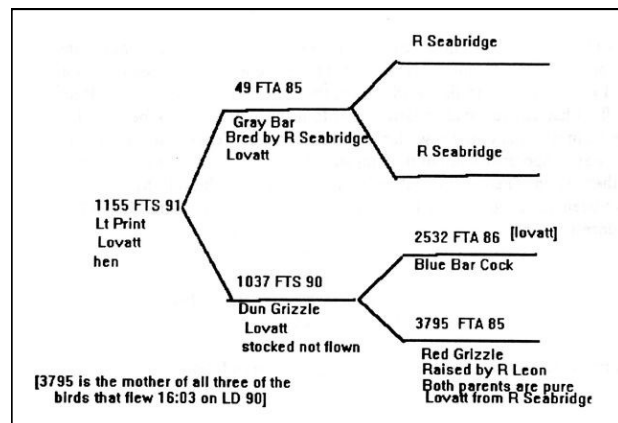 R Seabridge
49 FTA 85
Gray Bar
Bred by R Seabridge
Lovatt
R Seabridge
1155 FTS 91
Lt Print
Lovatt
hen
2532 FTA 86 [lovatt]
Blue Bar Cock
1037 FTS 90
Dun Grizzle
Lovatt
stocked not flown
3795 FTA 85
Red Grizzle
Raised by R Leon
Both parents are pure
Lovatt from R Seabridge
[3795 is the mother of all three of the
birds that flew 16:03 on LD 90]